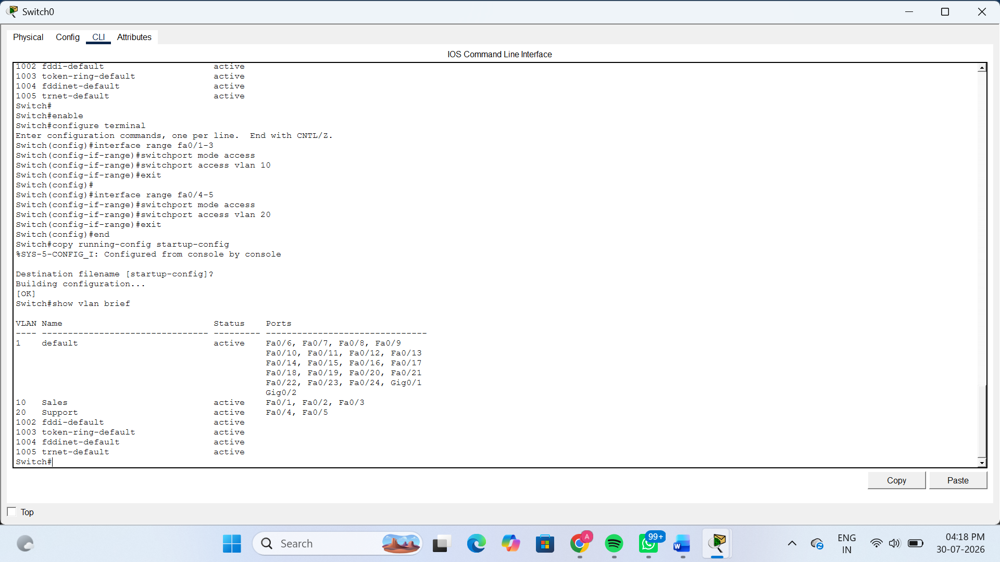 Switch0
Physical Config CLI Attributes
IOS Command Line Interface
1002 fddi-default active
1003 token-ring-default active
1004 fddinet-default active
1005 trnet-default active
Switch#
Switch#enable
Switch#configure terminal
Enter configuration commands, one per line. End with CNTL/Z.
Switch(config)#interface range fa0/1-3
Switch(config-if-range)#switchport mode access
Switch(config-if-range)#switchport access vlan 10
Switch(config-if-range)#exit
Switch(config)#
Switch(config)#interface range fa0/4-5
Switch(config-if-range)#switchport mode access
Switch(config-if-range)#switchport access vlan 20
Switch(config-if-range)#exit
Switch(config)#end
Switch#copy running-config startup-config
%SYS-5-CONFIG_I: Configured from console by console
Destination filename [startup-config]?
Building configuration...
[OK]
Switch#show vlan brief
VLAN Name Status Ports
---- -------------------------------- --------- -------------------------------
1 default active Fa0/6, Fa0/7, Fa0/8, Fa0/9
Fa0/10, Fa0/11, Fa0/12, Fa0/13
Fa0/14, Fa0/15, Fa0/16, Fa0/17
Fa0/18, Fa0/19, Fa0/20, Fa0/21
Fa0/22, Fa0/23, Fa0/24, Gig0/1
Gig0/2
10 Sales active Fa0/1, Fa0/2, Fa0/3
20 Support active Fa0/4, Fa0/5
1002 fddi-default active
1003 token-ring-default active
1004 fddinet-default active
1005 trnet-default active
Switch#
Copy Paste
Top
Search
A
99+
W
ENG
IN
04:18 PM
30-07-2026